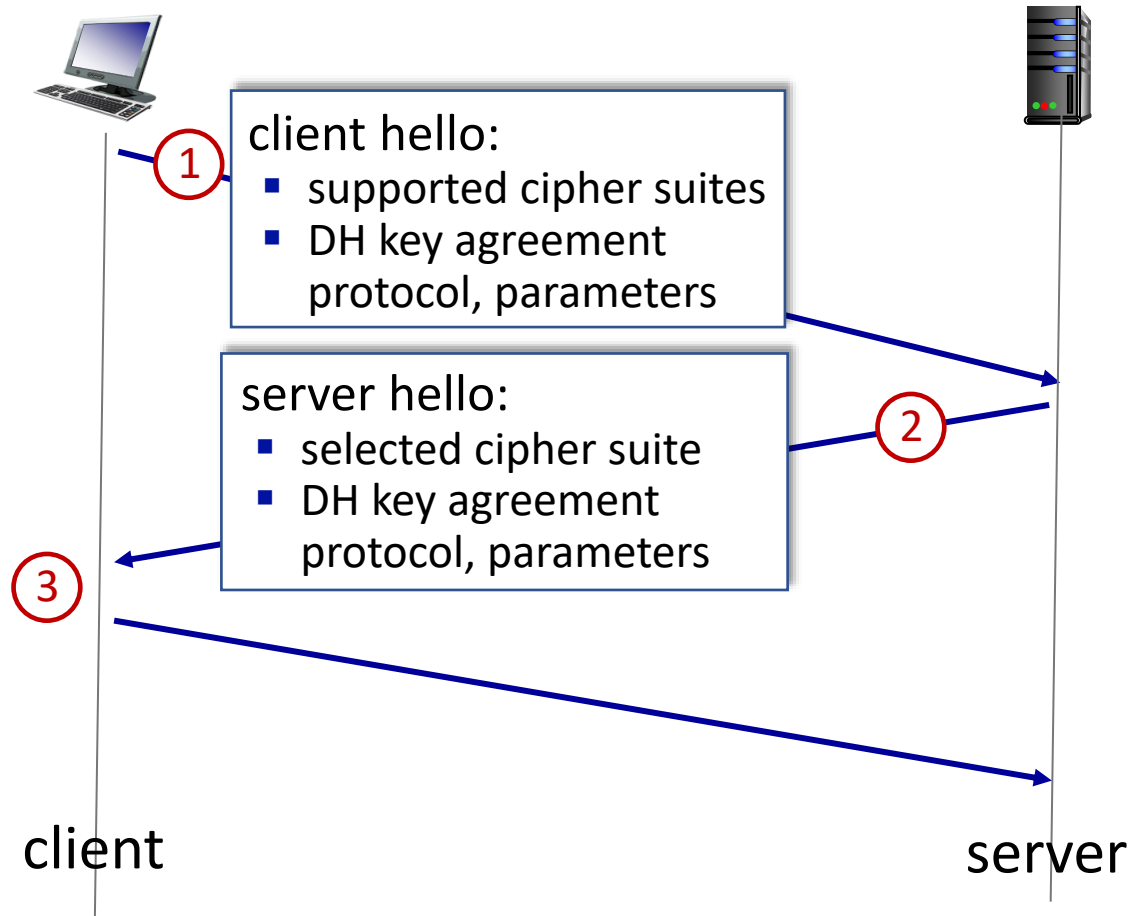 1
client hello:
▪ supported cipher suites
▪ DH key agreement
protocol, parameters
2
server hello:
▪ selected cipher suite
▪ DH key agreement
protocol, parameters
3
client
server